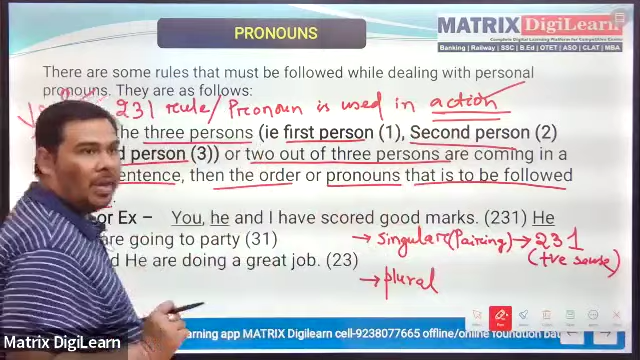 PRONOUNS
MATRIX DigiLearn
Complete Digital Learning Platform for Competitive Exams
Banking | Railway | SSC | B.Ed | OTET | ASO | CLAT | MBA
There are some rules that must be followed while dealing with personal
pronouns. They are as follows:
231 rule/ Pronoun is used in action
the three persons (ie first person (1), Second person (2)
person (3)) or two out of three persons are coming in a
sentence, then the order or pronouns that is to be followed
or Ex – You, he and I have scored good marks. (231) He
are going to party (31)
He are doing a great job. (23)
→ Singular (Pairing) → 231
(+ve sense)
→ plural
Matrix DigiLearn
arning app MATRIX Digilearn cell-9238077665 offline/online foundation bat
Matrix DigiLearn